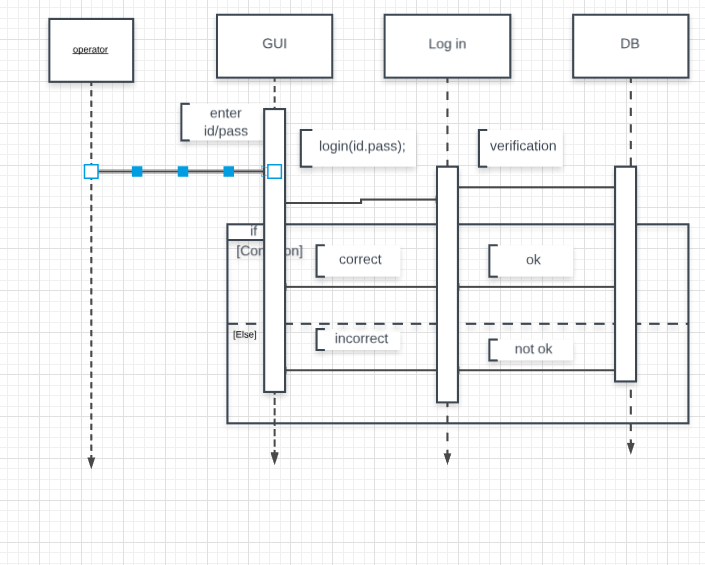 operator
GUI
Log in
DB
enter
id/pass
login(id.pass);
verification
if
correct
ok
[Else]
incorrect
not ok